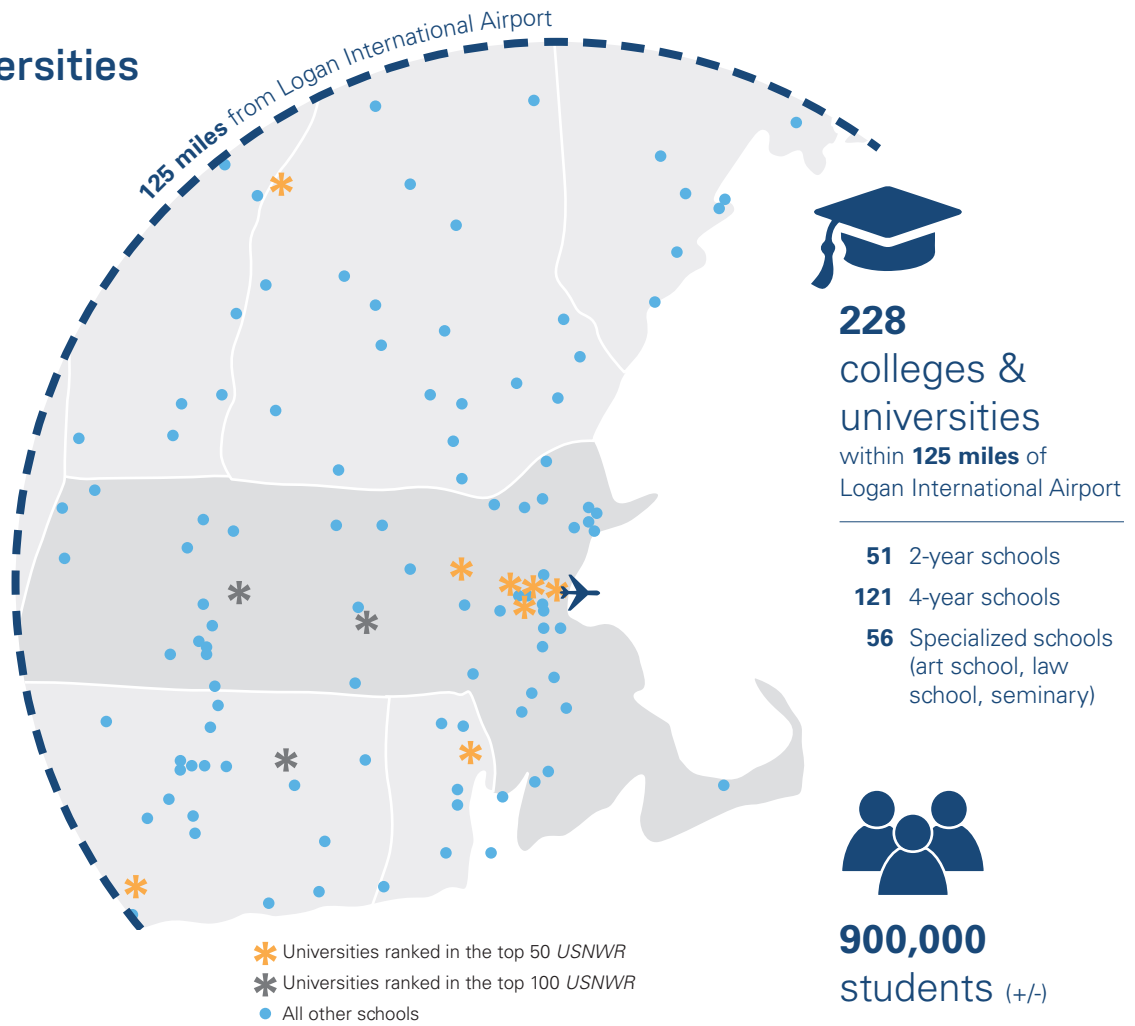 ersities
125 miles from Logan International Airport
228
colleges &
universities
within 125 miles of
Logan International Airport
51 2-year schools
121 4-year schools
56 Specialized schools
(art school, law
school, seminary)
900,000
students (+/-)
Universities ranked in the top 50 USNWR
Universities ranked in the top 100 USNWR
All other schools